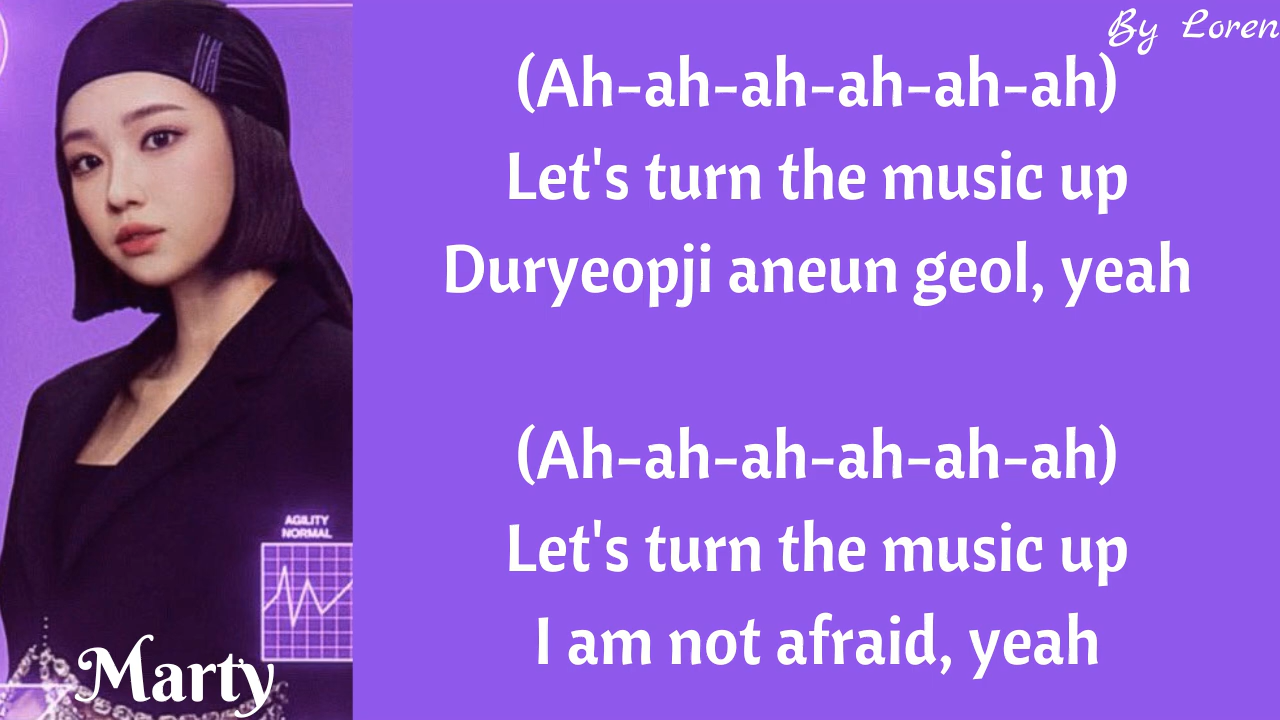 By Loren
(Ah-ah-ah-ah-ah-ah)
Let's turn the music up
Duryeopji aneun geol, yeah
(Ah-ah-ah-ah-ah-ah)
Let's turn the music up
I am not afraid, yeah
AGILITY
NORMAL
Marty